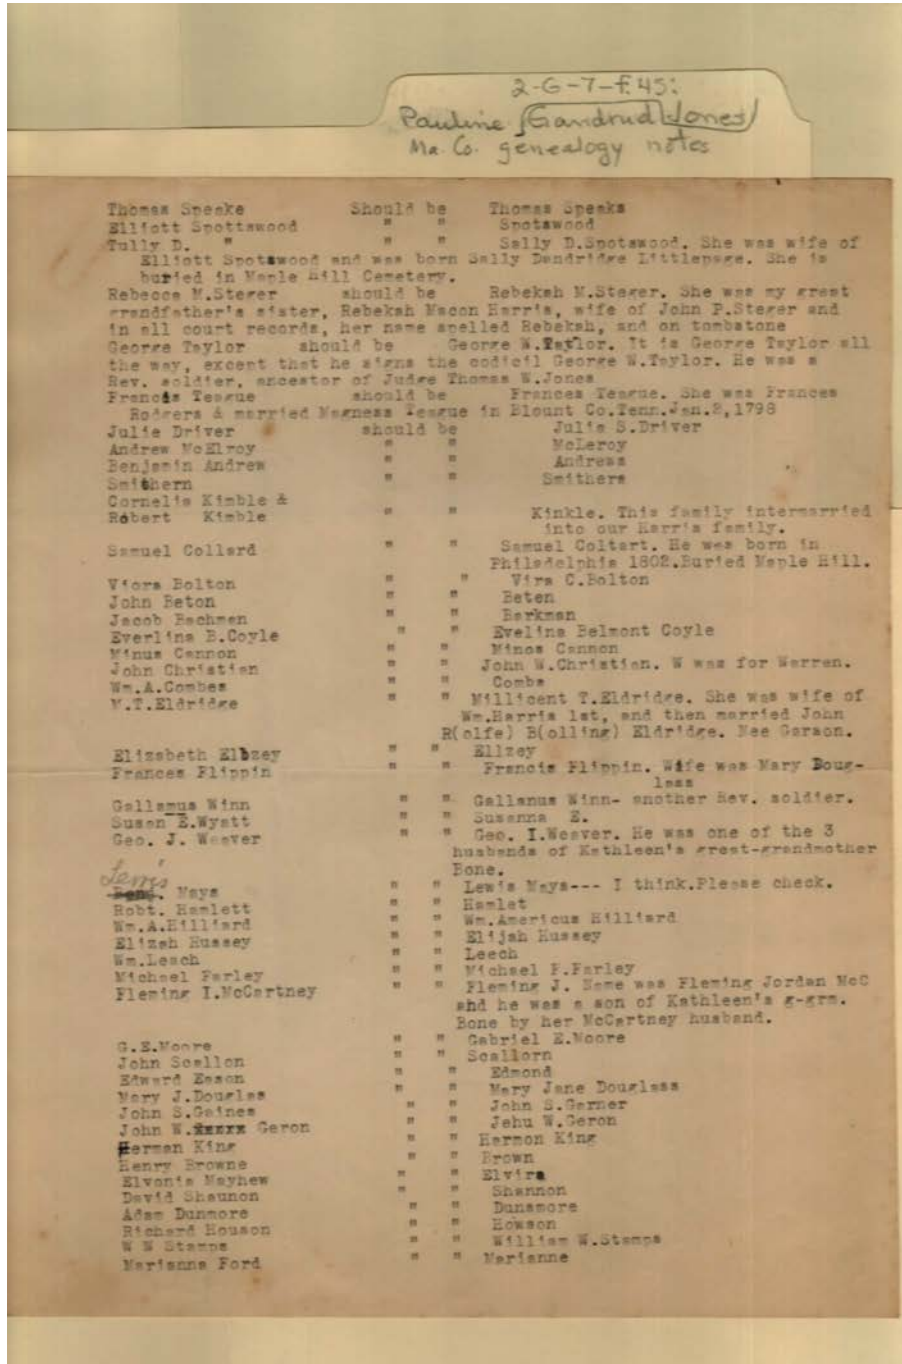 2-G-7-f.45:
Pauline Gandrud Jones
Ma. Co. genealogy notes
Thomas Speake Should be Thomas Speaks
Elliott Spottswood " " Spotswood
Tully D. " " " Sally D.Spotswood. She was wife of
Elliott Spotswood and was born Sally Dandridge Littlepage. She is
buried in Maple Hill Cemetery.
Rebecca M.Steger should be Rebekah M.Steger. She was my great
grandfather's sister, Rebekah Macon Harris, wife of John P.Steger and
in all court records, her name spelled Rebekah, and on tombstone
George Taylor should be George W.Taylor. It is George Taylor all
the way, except that he signs the codicil George W.Taylor. He was a
Rev. soldier, ancestor of Judge Thomas W.Jones
Francis Teague should be Frances Teague. She was Frances
Rodgers & married Magness Teague in Blount Co.Tenn.Jan.2,1798
Julie Driver should be Julia S.Driver
Andrew McElroy " " McLeroy
Benjamin Andrew " " Andrews
Smithern " " Smithers
Cornelia Kimble &
Robert Kimble " " Kinkle. This family intermarried
into our Harris family.
Samuel Collard " " Samuel Coltart. He was born in
Philadelphia 1802.Buried Maple Hill.
Viora Bolton " " Vira C.Bolton
John Beton " " Beten
Jacob Bachman " " Barkman
Everline B.Coyle " " Evelina Belmont Coyle
Minus Cannon " " Minos Cannon
John Christian " " John W.Christian. W was for Warren.
Wm.A.Combes " " Combs
M.T.Eldridge " " Millicent T.Eldridge. She was wife of
Wm.Harris 1st, and then married John
R(olfe) B(olling) Eldridge. Nee Garson.
Elizabeth Elbzey " " Ellzey
Frances Flippin " " Francis Flippin. Wife was Mary Doug-
lass
Gallamus Winn " " Gallanus Winn- another Rev. soldier.
Susan E.Wyatt " " Susanna E.
Geo. J. Weaver " " Geo. I.Weaver. He was one of the 3
husbands of Kathleen's great-grandmother
Bone.
Lewis
Mays " " Lewis Mays--- I think.Please check.
Robt. Hamlett " " Hamlet
Wm.A.Hilliard " " Wm.Americus Hilliard
Elizah Hussey " " Elijah Hussey
Wm.Leach " " Leech
Michael Farley " " Michael F.Farley
Fleming I.McCartney " " Fleming J. Name was Fleming Jordan McC
and he was a son of Kathleen's g-grm.
Bone by her McCartney husband.
G.E.Moore " " Gabriel E.Moore
John Scallon " " Scallorn
Edward Eason " " Edmond
Mary J.Douglas " " Mary Jane Douglass
John S.Gaines " " John S.Garner
John W. Geron " " Jehu W.Geron
Herman King " " Hermon King
Henry Browne " " Brown
Elvonia Mayhew " " Elvira
David Shaunon " " Shannon
Adam Dunmore " " Dunsmore
Richard Houson " " Howson
W W Stamps " " William W.Stamps
Marianna Ford " " Marianne